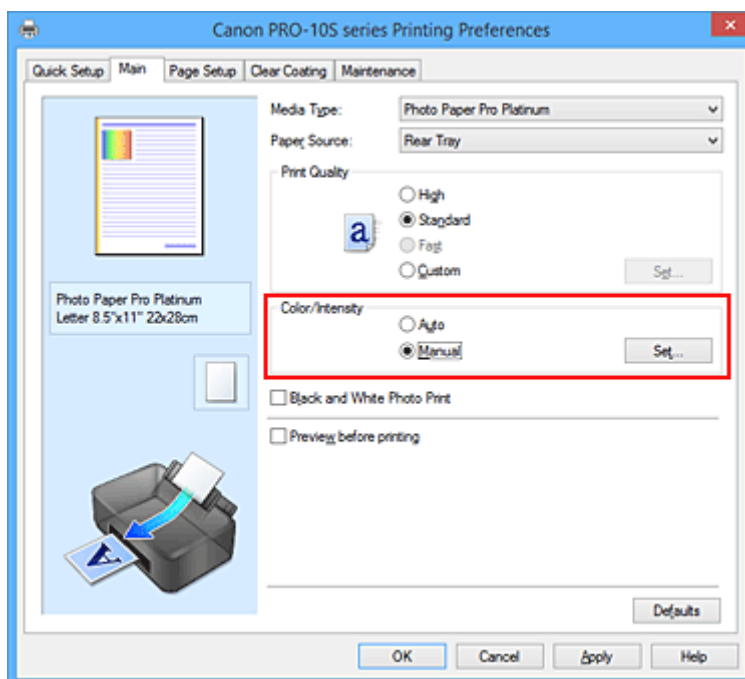 Canon PRO-10S series Printing Preferences
Quick Setup Main Page Setup Clear Coating Maintenance
Media Type: Photo Paper Pro Platinum
Paper Source: Rear Tray
Print Quality
High
Standard
Fast
Custom Set...
a
Photo Paper Pro Platinum
Letter 8.5"x11" 22x28cm
Color/Intensity
Auto
Manual Set...
Black and White Photo Print
Preview before printing
A
Defaults
OK Cancel Apply Help